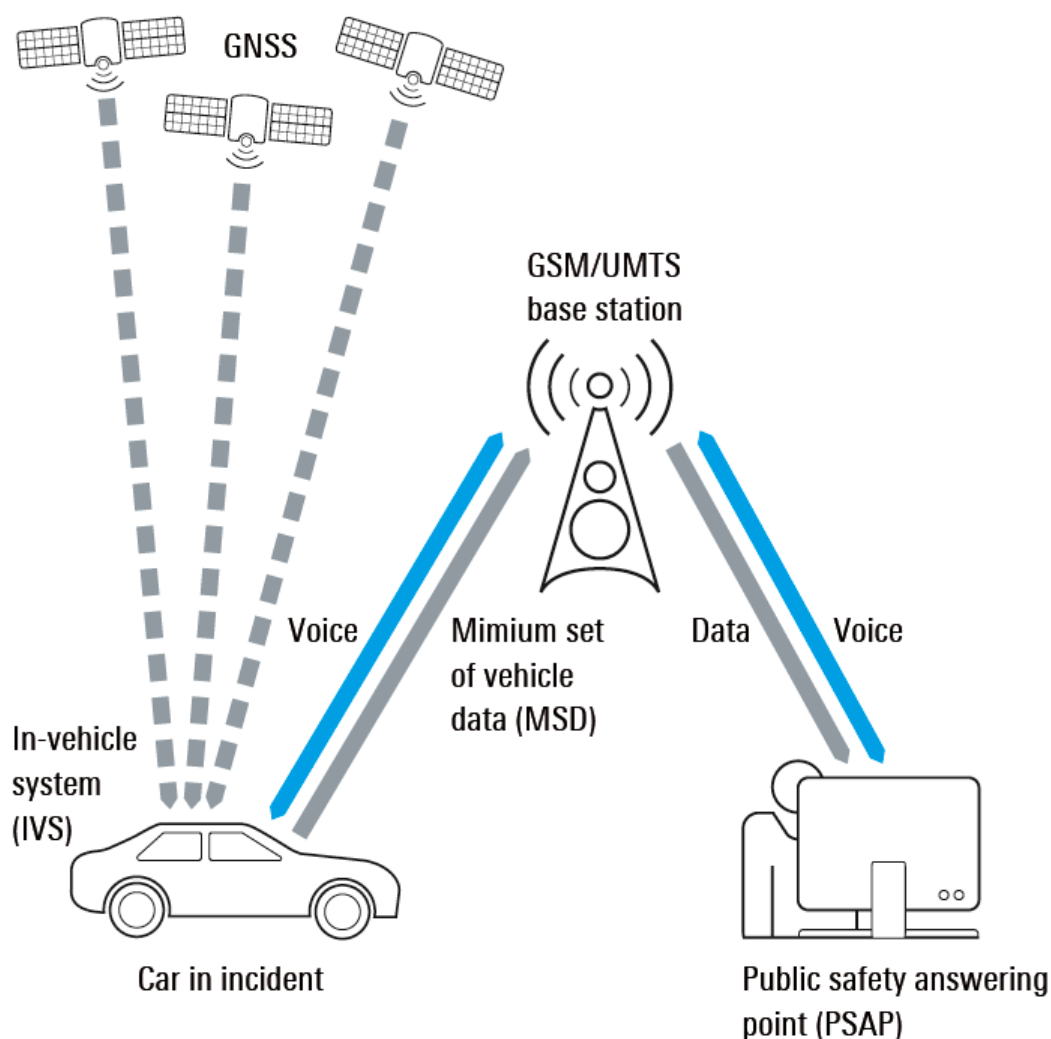 GNSS
GSM/UMTS
base station
Voice
Mimium set
of vehicle
data (MSD)
Data
Voice
In-vehicle
system
(IVS)
Car in incident
Public safety answering
point (PSAP)